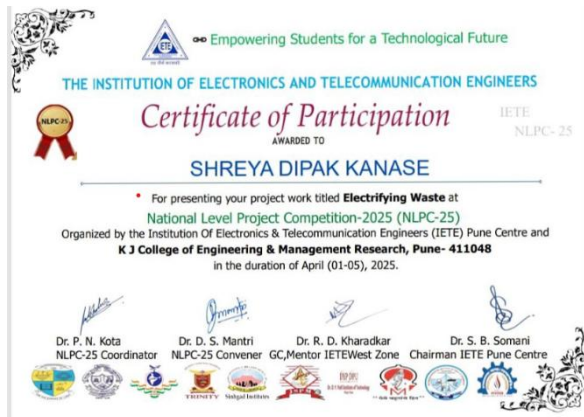 Empowering Students for a Technological Future
IETE
THE INSTITUTION OF ELECTRONICS AND TELECOMMUNICATION ENGINEERS
NLPC-25
Certificate of Participation
IETE
NLPC- 25
AWARDED TO
SHREYA DIPAK KANASE
For presenting your project work titled Electrifying Waste at
National Level Project Competition-2025 (NLPC-25)
Organized by the Institution Of Electronics & Telecommunication Engineers (IETE) Pune Centre and
K J College of Engineering & Management Research, Pune- 411048
in the duration of April (01-05), 2025.
Dr. P. N. Kota
NLPC-25 Coordinator
Dr. D. S. Mantri
NLPC-25 Convener
Dr. R. D. Kharadkar
GC,Mentor IETEWest Zone
Dr. S. B. Somani
Chairman IETE Pune Centre
TRINITY
Sinhgad Institutes